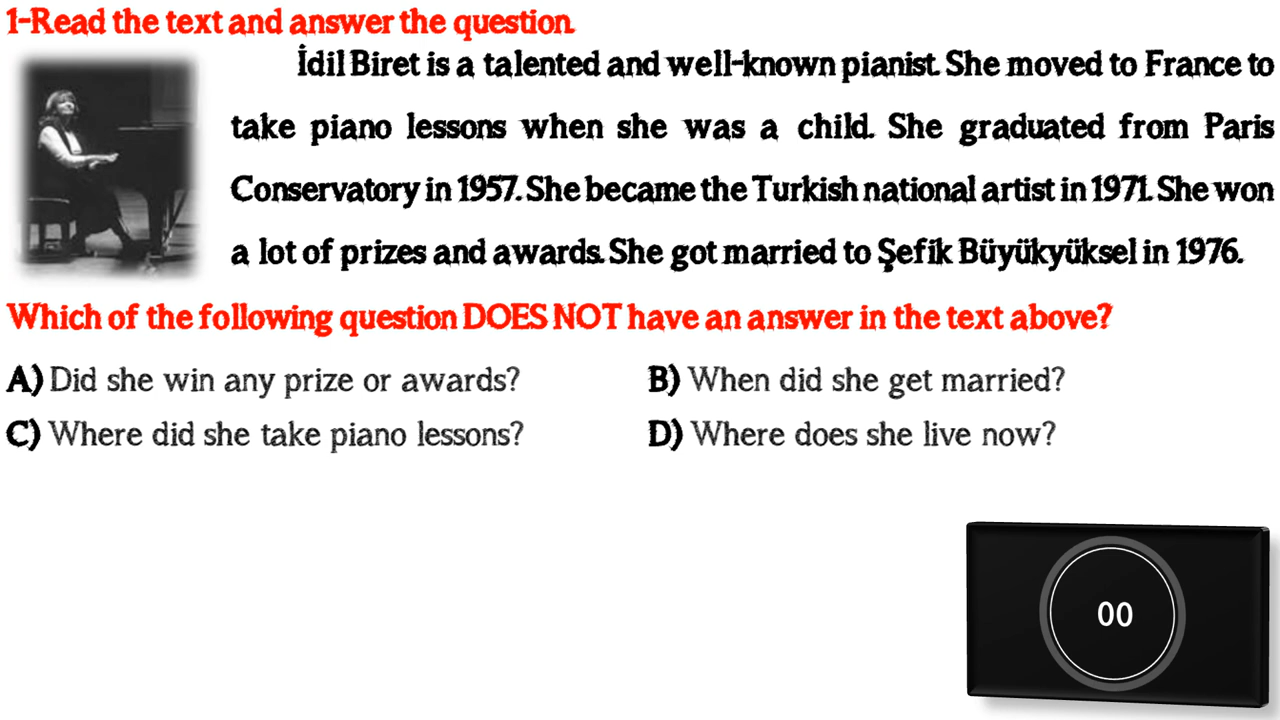 1-Read the text and answer the question.
İdil Biret is a talented and well-known pianist. She moved to France to
take piano lessons when she was a child. She graduated from Paris
Conservatory in 1957. She became the Turkish national artist in 1971. She won
a lot of prizes and awards. She got married to Şefik Büyükyüksel in 1976.
Which of the following question DOES NOT have an answer in the text above?
A) Did she win any prize or awards?
B) When did she get married?
C) Where did she take piano lessons?
D) Where does she live now?
00